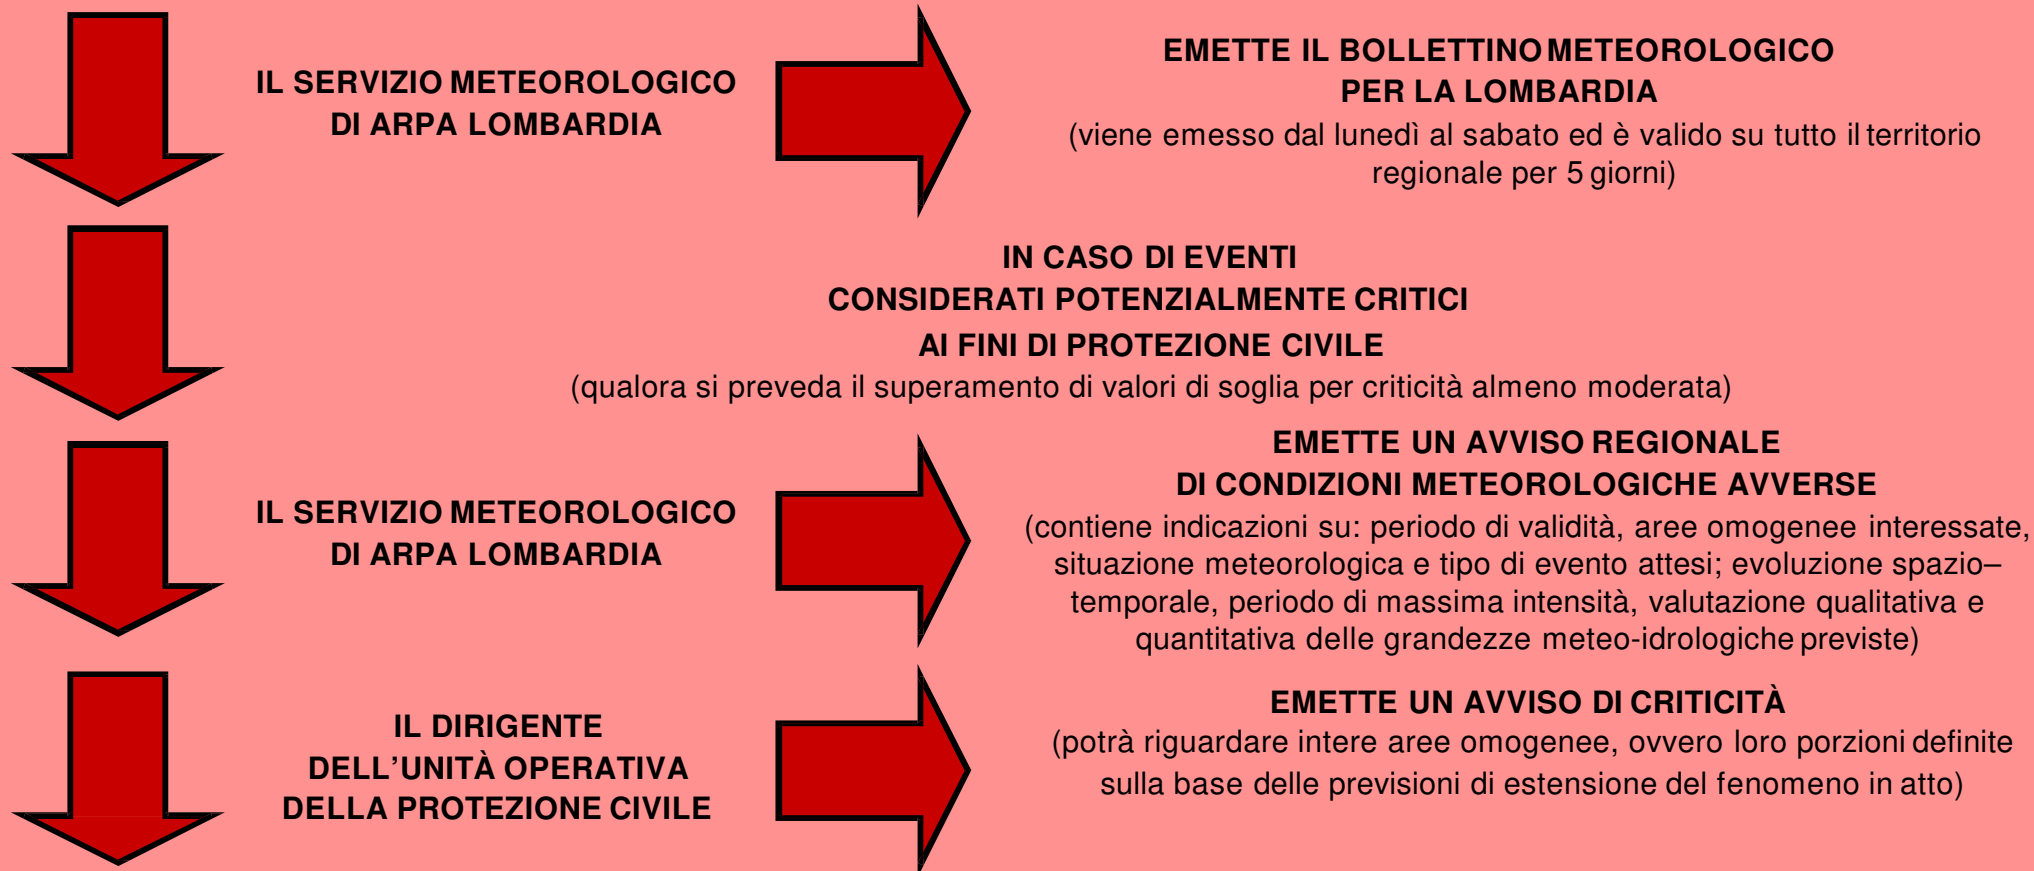 IL SERVIZIO METEOROLOGICO
DI ARPA LOMBARDIA
EMETTE IL BOLLETTINO METEOROLOGICO
PER LA LOMBARDIA
(viene emesso dal lunedì al sabato ed è valido su tutto il territorio
regionale per 5 giorni)
IN CASO DI EVENTI
CONSIDERATI POTENZIALMENTE CRITICI
AI FINI DI PROTEZIONE CIVILE
(qualora si preveda il superamento di valori di soglia per criticità almeno moderata)
IL SERVIZIO METEOROLOGICO
DI ARPA LOMBARDIA
EMETTE UN AVVISO REGIONALE
DI CONDIZIONI METEOROLOGICHE AVVERSE
(contiene indicazioni su: periodo di validità, aree omogenee interessate,
situazione meteorologica e tipo di evento attesi; evoluzione spazio–
temporale, periodo di massima intensità, valutazione qualitativa e
quantitativa delle grandezze meteo-idrologiche previste)
IL DIRIGENTE
DELL’UNITÀ OPERATIVA
DELLA PROTEZIONE CIVILE
EMETTE UN AVVISO DI CRITICITÀ
(potrà riguardare intere aree omogenee, ovvero loro porzioni definite
sulla base delle previsioni di estensione del fenomeno in atto)